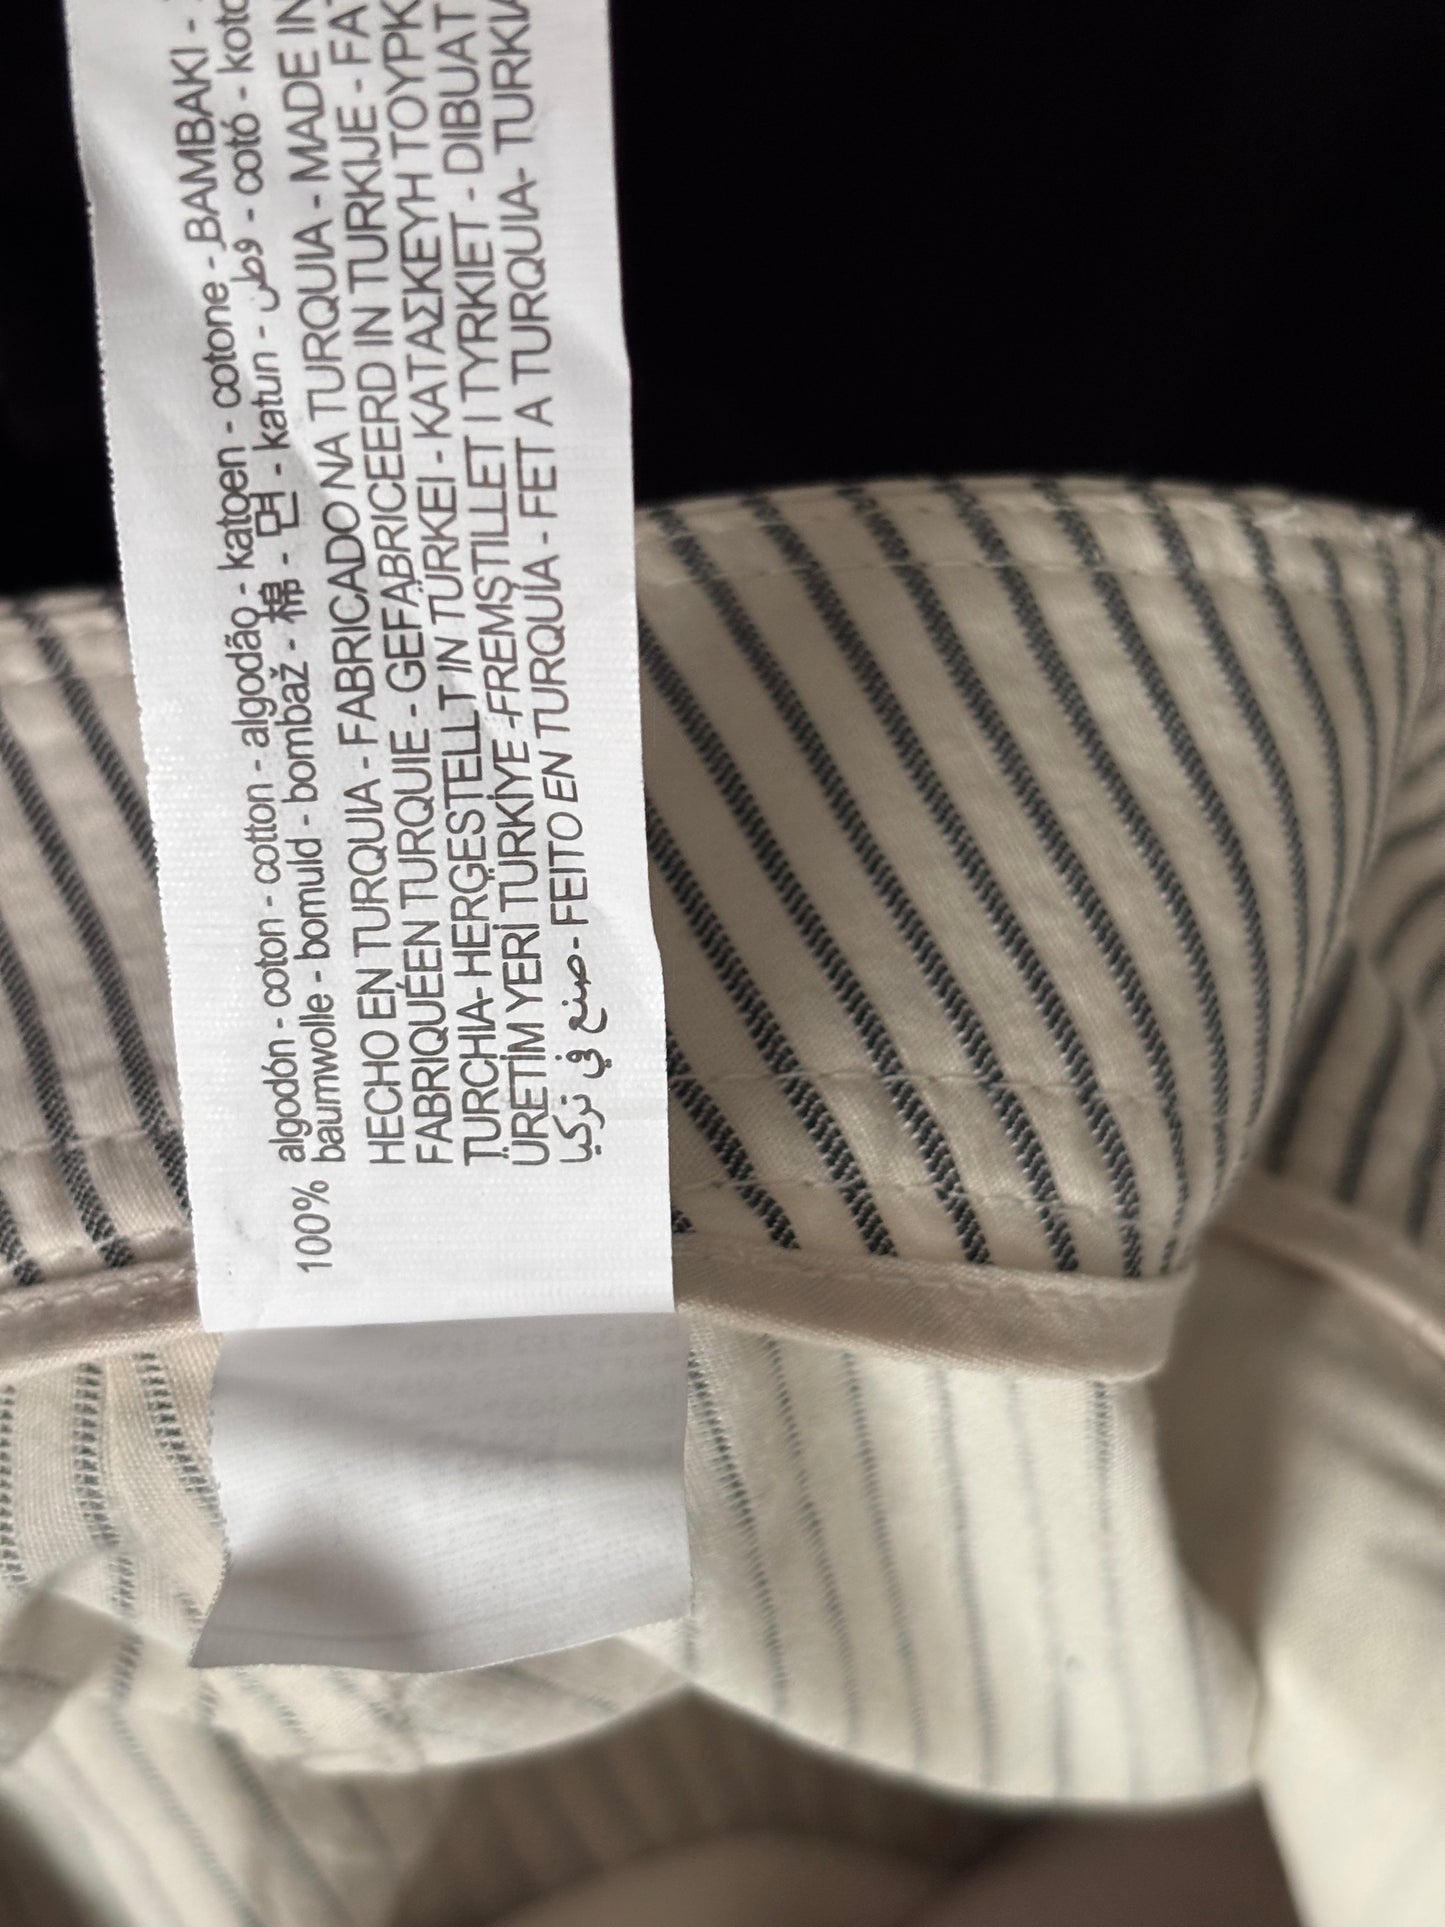 100% algodón - coton - cotton - algodão - katoen - cotone - BAMBAKI -
baumwolle - bomuld - bombaž - 棉 - 면 - katun - قطن - cotó - koto
HECHO EN TURQUIA - FABRICADO NA TURQUIA - MADE IN
FABRIQUÉ EN TURQUIE - GEFABRICEERD IN TURKIJE - FA
TURCHIA- HERGESTELLT IN TÜRKEI - ΚΑΤΑΣΚΕΥΗ ΤΟΥΡΚ
ÜRETİM YERİ TÜRKİYE -FREMSTILLET I TYRKIET - DIBUAT
صنع في تركيا - FEITO EN TURQUÍA - FET A TURQUIA- TURKIA